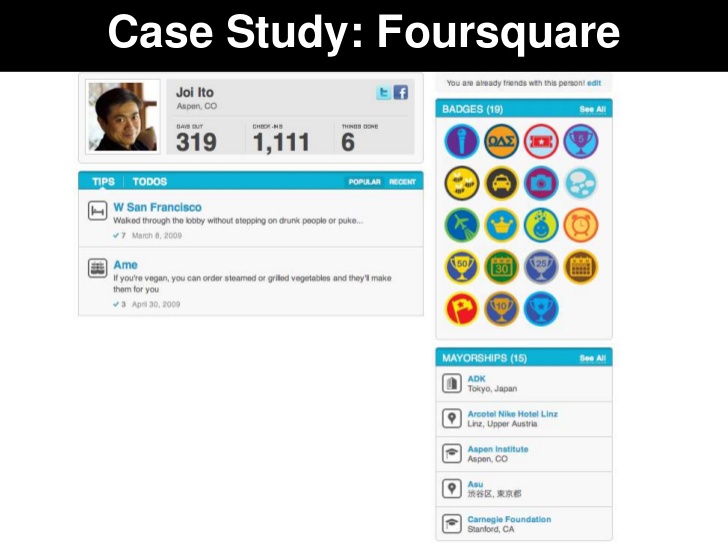 Case Study: Foursquare
Joi Ito
Aspen, CO
DAYS OUT
CHECK-INS
THINGS DONE
319
1,111
6
TIPS
TODOS
POPULAR
RECENT
W San Francisco
Walked through the lobby without stepping on drunk people or puke...
7 March 8, 2009
Ame
If you're vegan, you can order steamed or grilled vegetables and they'll make
them for you
3 April 30, 2009
You are already friends with this person! edit
BADGES (19)
See All
ΩΔΣ
5
50
30
25
10
MAYORSHIPS (15)
See All
ADK
Tokyo, Japan
Arcotel Nike Hotel Linz
Linz, Upper Austria
Aspen Institute
Aspen, CO
Asu
渋谷区, 東京都
Carnegie Foundation
Stanford, CA